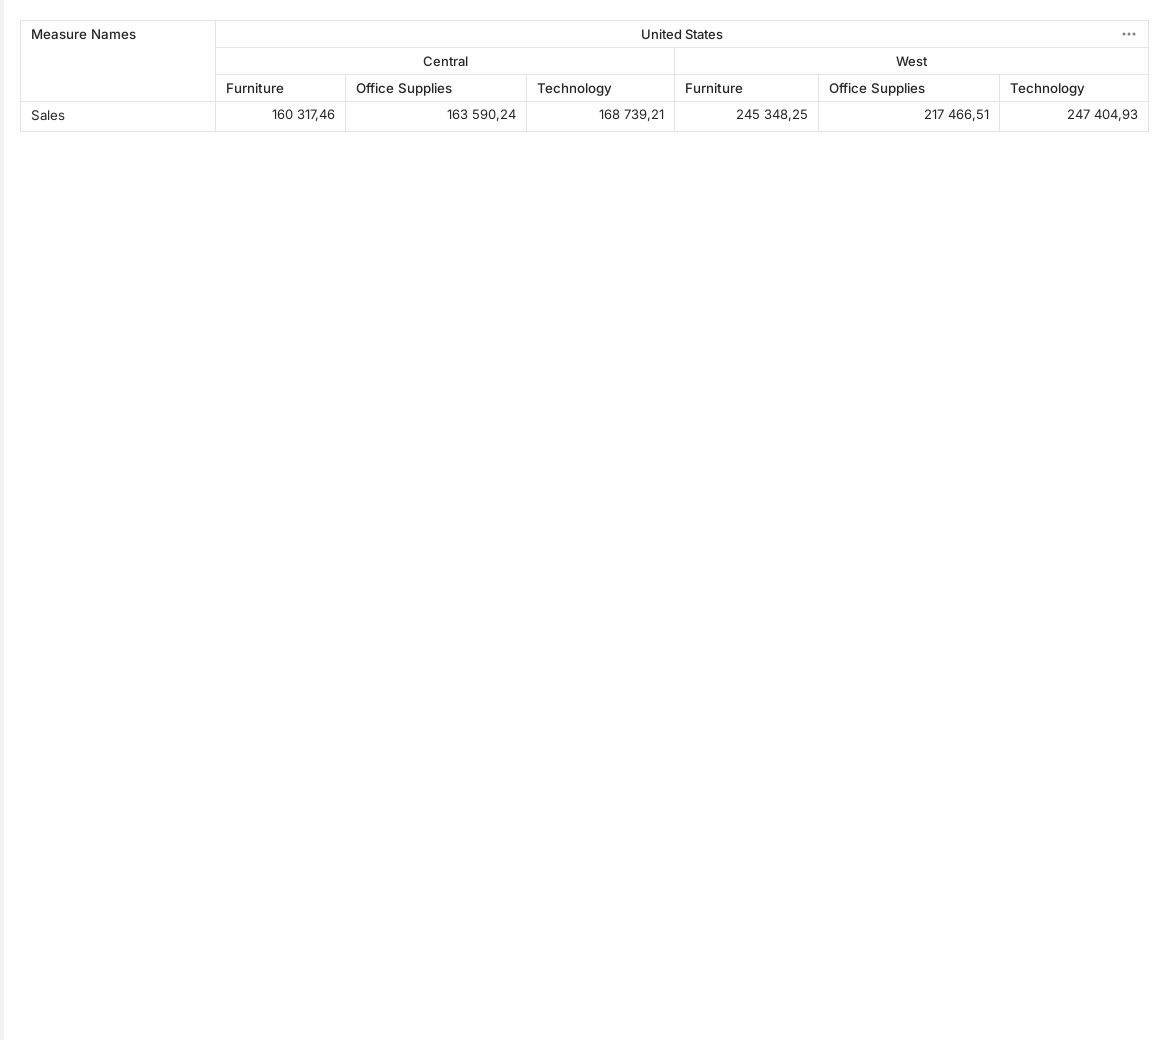 Measure Names United States ...
Central West
Furniture Office Supplies Technology Furniture Office Supplies Technology
Sales 160 317,46 163 590,24 168 739,21 245 348,25 217 466,51 247 404,93